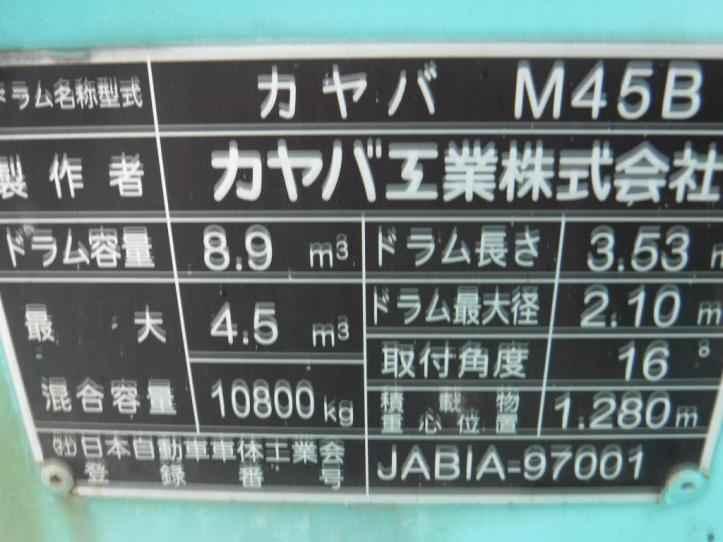 ドラム名称型式 カヤバ M45B
製作者 カヤバ工業株式会社
ドラム容量 8.9 m³ ドラム長さ 3.53 m
最大混合容量 4.5 m³ ドラム最大径 2.10 m
10800 kg 取付角度 16°
積載物重心位置 1.280 m
㈳日本自動車車体工業会
登録番号 JABIA-97001